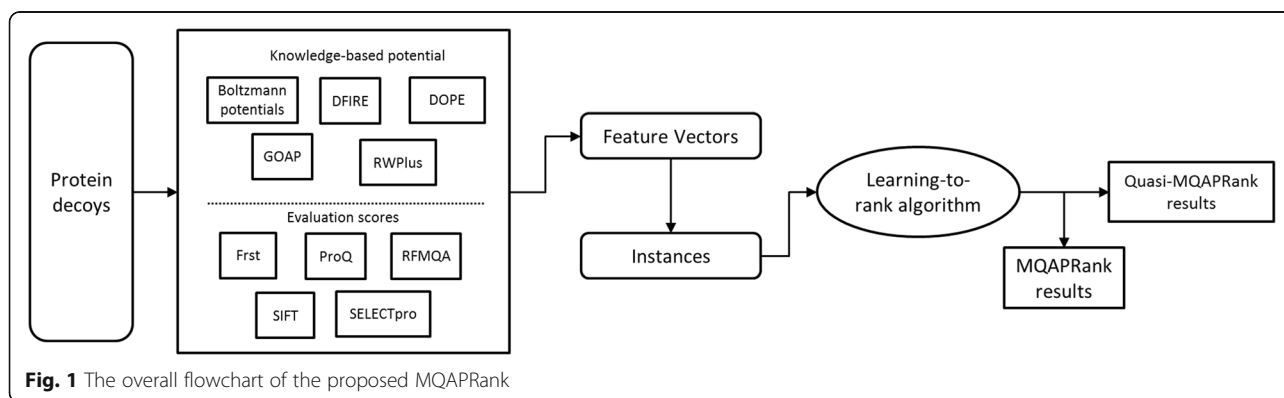 Protein
decoys
Knowledge-based potential
Boltzmann
potentials
DFIRE
DOPE
GOAP
RWPlus
Evaluation scores
Frst
ProQ
RFMQA
SIFT
SELECTpro
Feature Vectors
Instances
Learning-to-
rank algorithm
Quasi-MQAPRank
results
MQAPRank
results
Fig. 1 The overall flowchart of the proposed MQAPRank